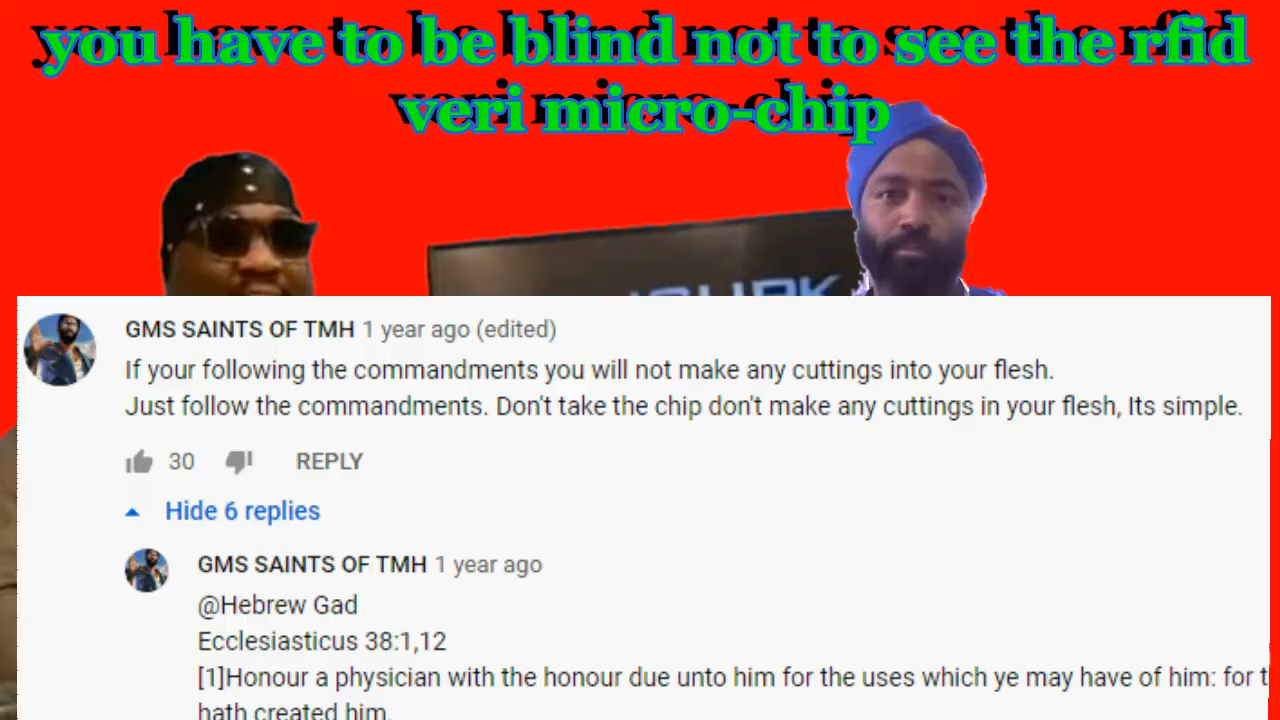 you have to be blind not to see the rfid
veri micro-chip
GMS SAINTS OF TMH 1 year ago (edited)
If your following the commandments you will not make any cuttings into your flesh.
Just follow the commandments. Don't take the chip don't make any cuttings in your flesh, Its simple.
30 REPLY
Hide 6 replies
GMS SAINTS OF TMH 1 year ago
@Hebrew Gad
Ecclesiasticus 38:1,12
[1]Honour a physician with the honour due unto him for the uses which ye may have of him: for t
hath created him.